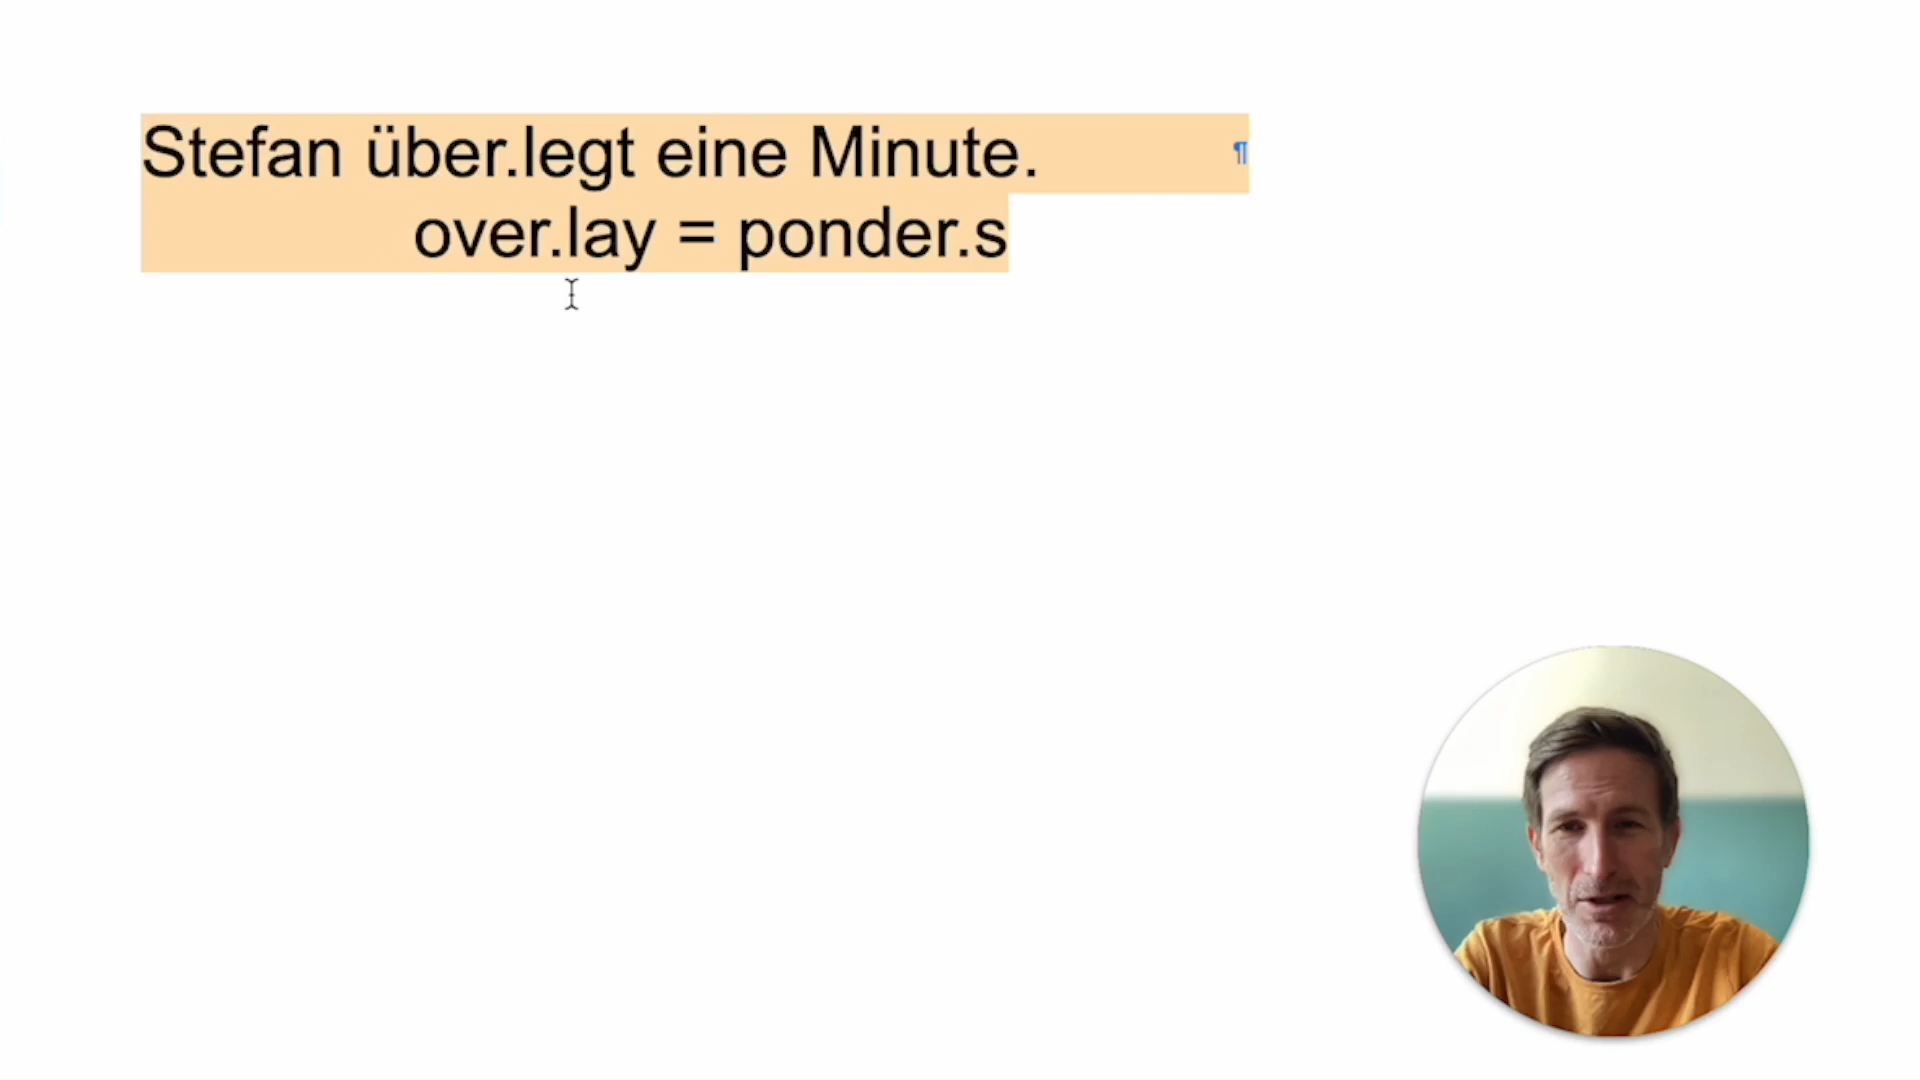 Stefan über.legt eine Minute. ¶
over.lay = ponder.s